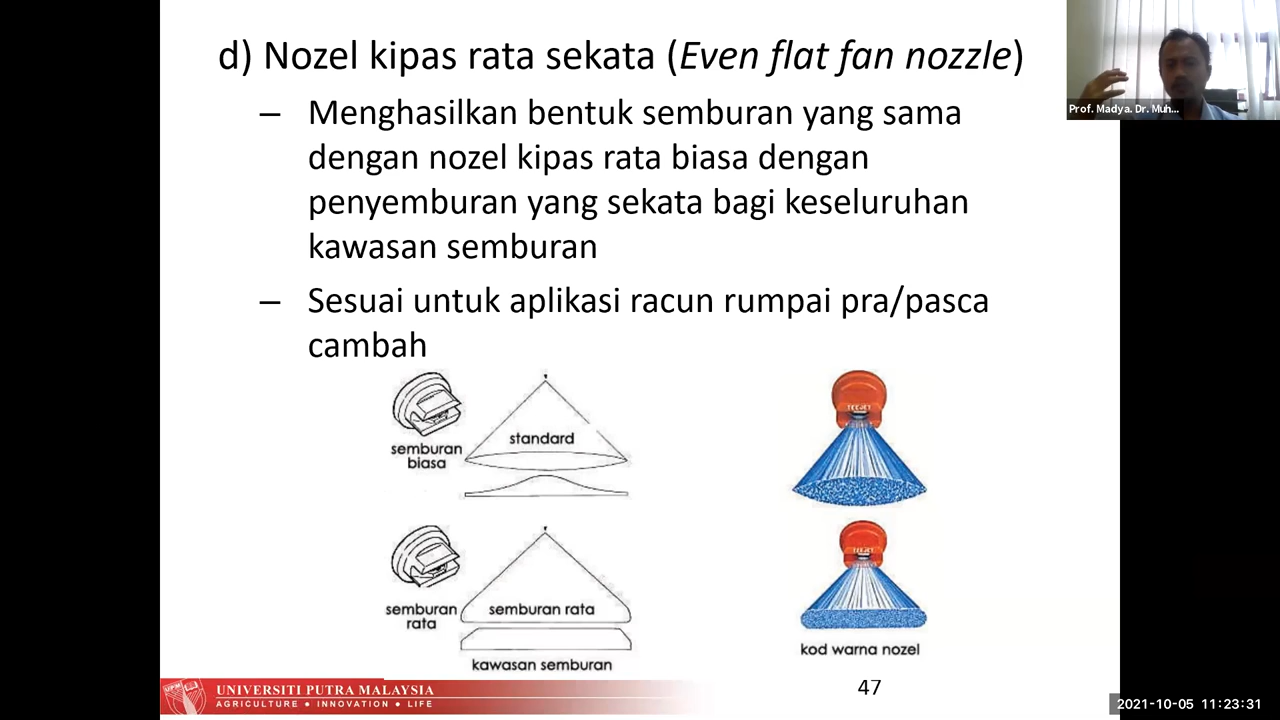 d) Nozel kipas rata sekata (Even flat fan nozzle)
– Menghasilkan bentuk semburan yang sama
dengan nozel kipas rata biasa dengan
penyemburan yang sekata bagi keseluruhan
kawasan semburan
– Sesuai untuk aplikasi racun rumpai pra/pasca
cambah
semburan
biasa
standard
TEEJET
semburan
rata
semburan rata
kawasan semburan
TEEJET
kod warna nozel
UNIVERSITI PUTRA MALAYSIA
AGRICULTURE • INNOVATION • LIFE
47
Prof. Madya. Dr. Muh...
2021-10-05 11:23:31